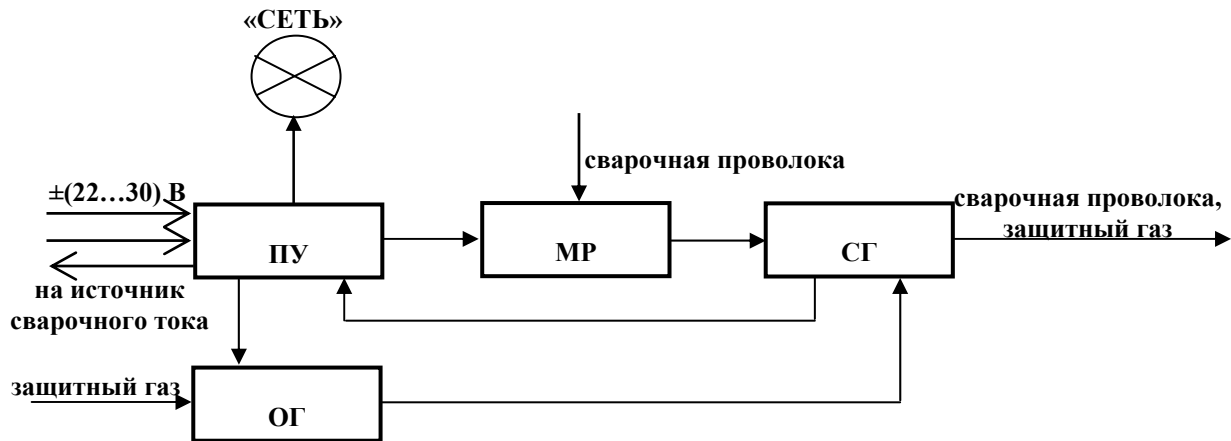 «СЕТЬ»
сварочная проволока
±(22…30) В
сварочная проволока,
защитный газ
ПУ
МР
СГ
на источник
сварочного тока
защитный газ
ОГ